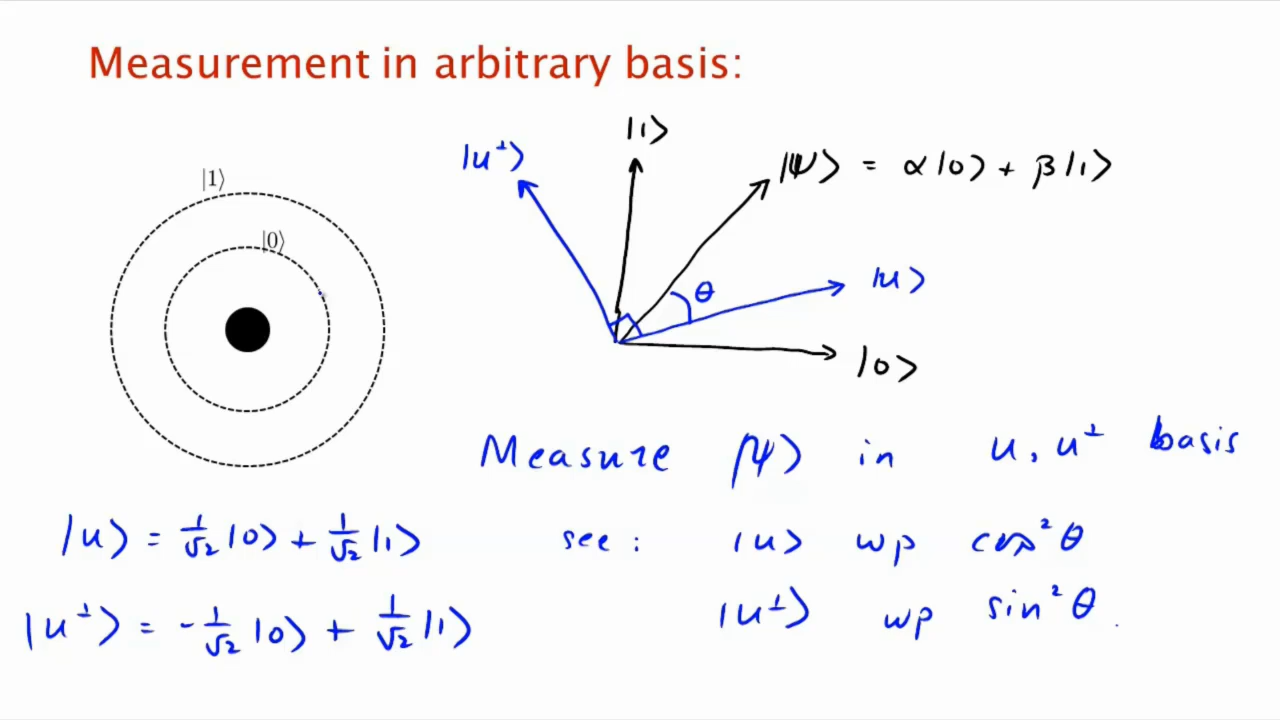 Measurement in arbitrary basis:
|1⟩
|0⟩
|u⊥⟩
|1⟩
|ψ⟩ = α|0⟩ + β|1⟩
θ
|u⟩
|0⟩
Measure |ψ⟩ in u, u⊥ basis
|u⟩ = 1/√2 |0⟩ + 1/√2 |1⟩
see: |u⟩ wp cos²θ
|u⊥⟩ = -1/√2 |0⟩ + 1/√2 |1⟩
|u⊥⟩ wp sin²θ.